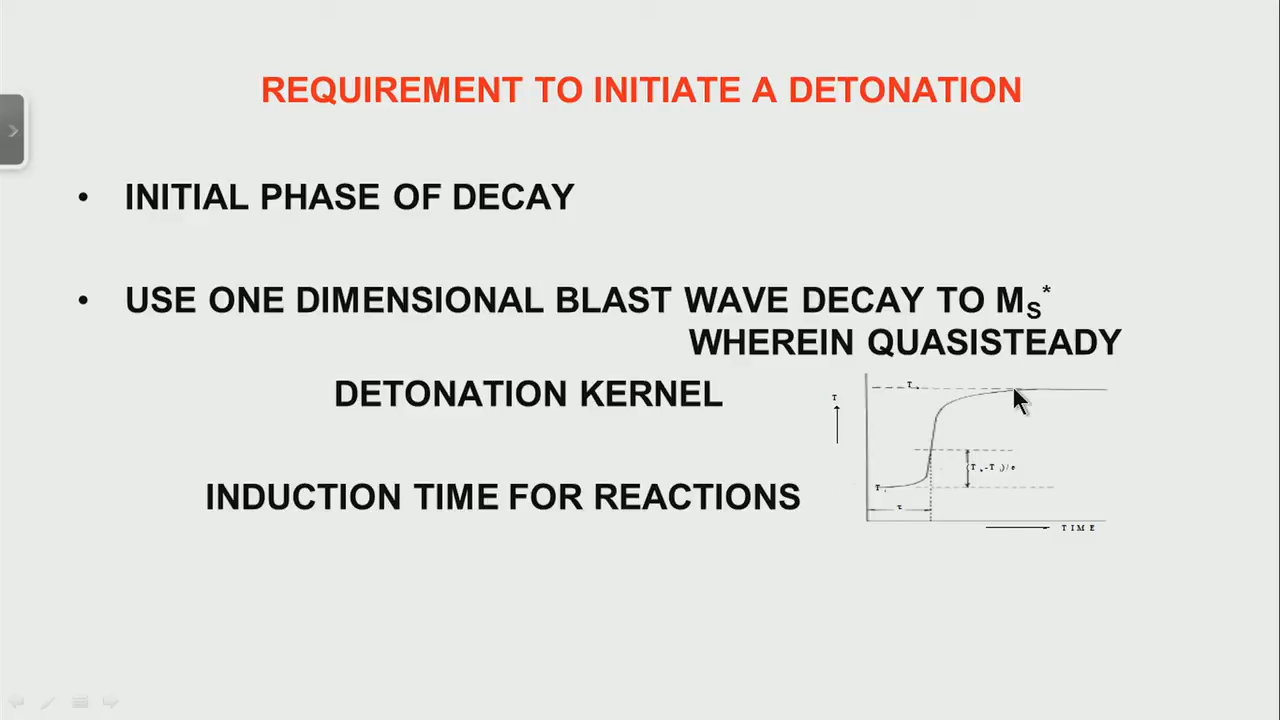 REQUIREMENT TO INITIATE A DETONATION
• INITIAL PHASE OF DECAY
• USE ONE DIMENSIONAL BLAST WAVE DECAY TO MS*
WHEREIN QUASISTEADY
DETONATION KERNEL
INDUCTION TIME FOR REACTIONS
T
τ
TIME